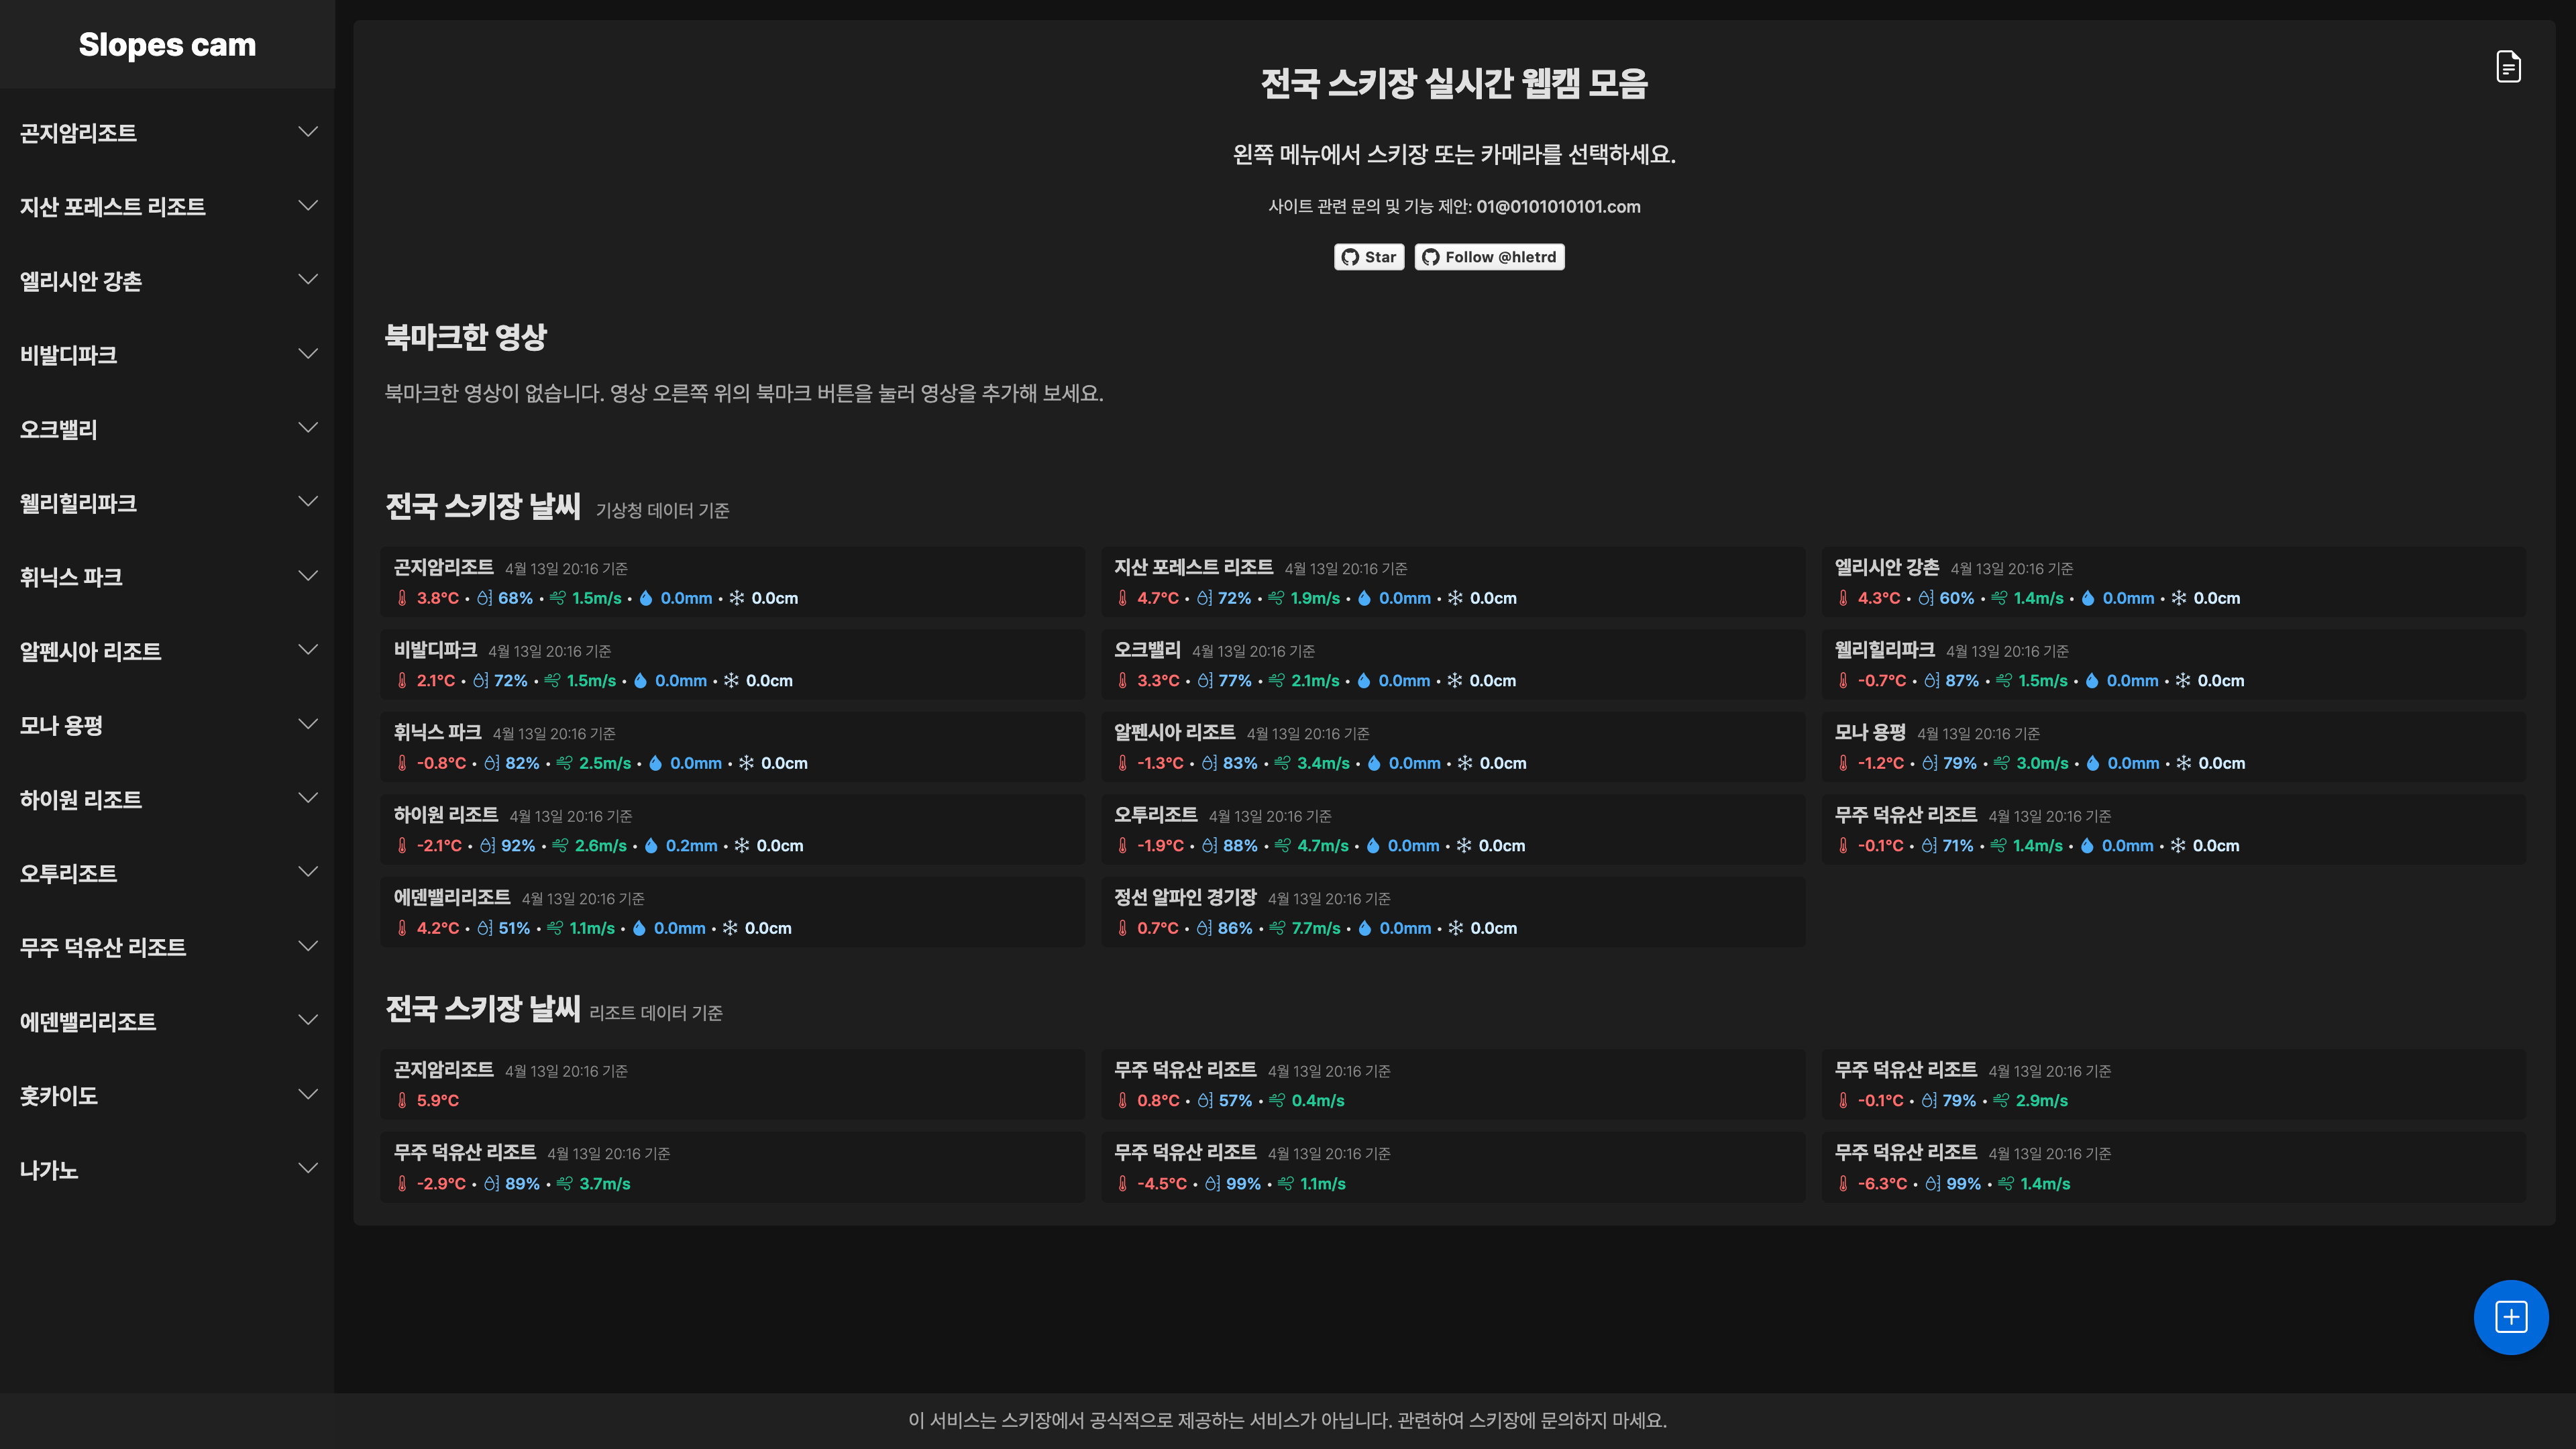 Slopes cam
곤지암리조트
지산 포레스트 리조트
엘리시안 강촌
비발디파크
오크밸리
웰리힐리파크
휘닉스 파크
알펜시아 리조트
모나 용평
하이원 리조트
오투리조트
무주 덕유산 리조트
에덴밸리리조트
홋카이도
나가노
전국 스키장 실시간 웹캠 모음
왼쪽 메뉴에서 스키장 또는 카메라를 선택하세요.
사이트 관련 문의 및 기능 제안: 01@0101010101.com
Star Follow @hletrd
북마크한 영상
북마크한 영상이 없습니다. 영상 오른쪽 위의 북마크 버튼을 눌러 영상을 추가해 보세요.
전국 스키장 날씨 기상청 데이터 기준
곤지암리조트 4월 13일 20:16 기준
3.8°C • 68% • 1.5m/s • 0.0mm • 0.0cm
지산 포레스트 리조트 4월 13일 20:16 기준
4.7°C • 72% • 1.9m/s • 0.0mm • 0.0cm
엘리시안 강촌 4월 13일 20:16 기준
4.3°C • 60% • 1.4m/s • 0.0mm • 0.0cm
비발디파크 4월 13일 20:16 기준
2.1°C • 72% • 1.5m/s • 0.0mm • 0.0cm
오크밸리 4월 13일 20:16 기준
3.3°C • 77% • 2.1m/s • 0.0mm • 0.0cm
웰리힐리파크 4월 13일 20:16 기준
-0.7°C • 87% • 1.5m/s • 0.0mm • 0.0cm
휘닉스 파크 4월 13일 20:16 기준
-0.8°C • 82% • 2.5m/s • 0.0mm • 0.0cm
알펜시아 리조트 4월 13일 20:16 기준
-1.3°C • 83% • 3.4m/s • 0.0mm • 0.0cm
모나 용평 4월 13일 20:16 기준
-1.2°C • 79% • 3.0m/s • 0.0mm • 0.0cm
하이원 리조트 4월 13일 20:16 기준
-2.1°C • 92% • 2.6m/s • 0.2mm • 0.0cm
오투리조트 4월 13일 20:16 기준
-1.9°C • 88% • 4.7m/s • 0.0mm • 0.0cm
무주 덕유산 리조트 4월 13일 20:16 기준
-0.1°C • 71% • 1.4m/s • 0.0mm • 0.0cm
에덴밸리리조트 4월 13일 20:16 기준
4.2°C • 51% • 1.1m/s • 0.0mm • 0.0cm
정선 알파인 경기장 4월 13일 20:16 기준
0.7°C • 86% • 7.7m/s • 0.0mm • 0.0cm
전국 스키장 날씨 리조트 데이터 기준
곤지암리조트 4월 13일 20:16 기준
5.9°C
무주 덕유산 리조트 4월 13일 20:16 기준
0.8°C • 57% • 0.4m/s
무주 덕유산 리조트 4월 13일 20:16 기준
-0.1°C • 79% • 2.9m/s
무주 덕유산 리조트 4월 13일 20:16 기준
-2.9°C • 89% • 3.7m/s
무주 덕유산 리조트 4월 13일 20:16 기준
-4.5°C • 99% • 1.1m/s
무주 덕유산 리조트 4월 13일 20:16 기준
-6.3°C • 99% • 1.4m/s
이 서비스는 스키장에서 공식적으로 제공하는 서비스가 아닙니다. 관련하여 스키장에 문의하지 마세요.